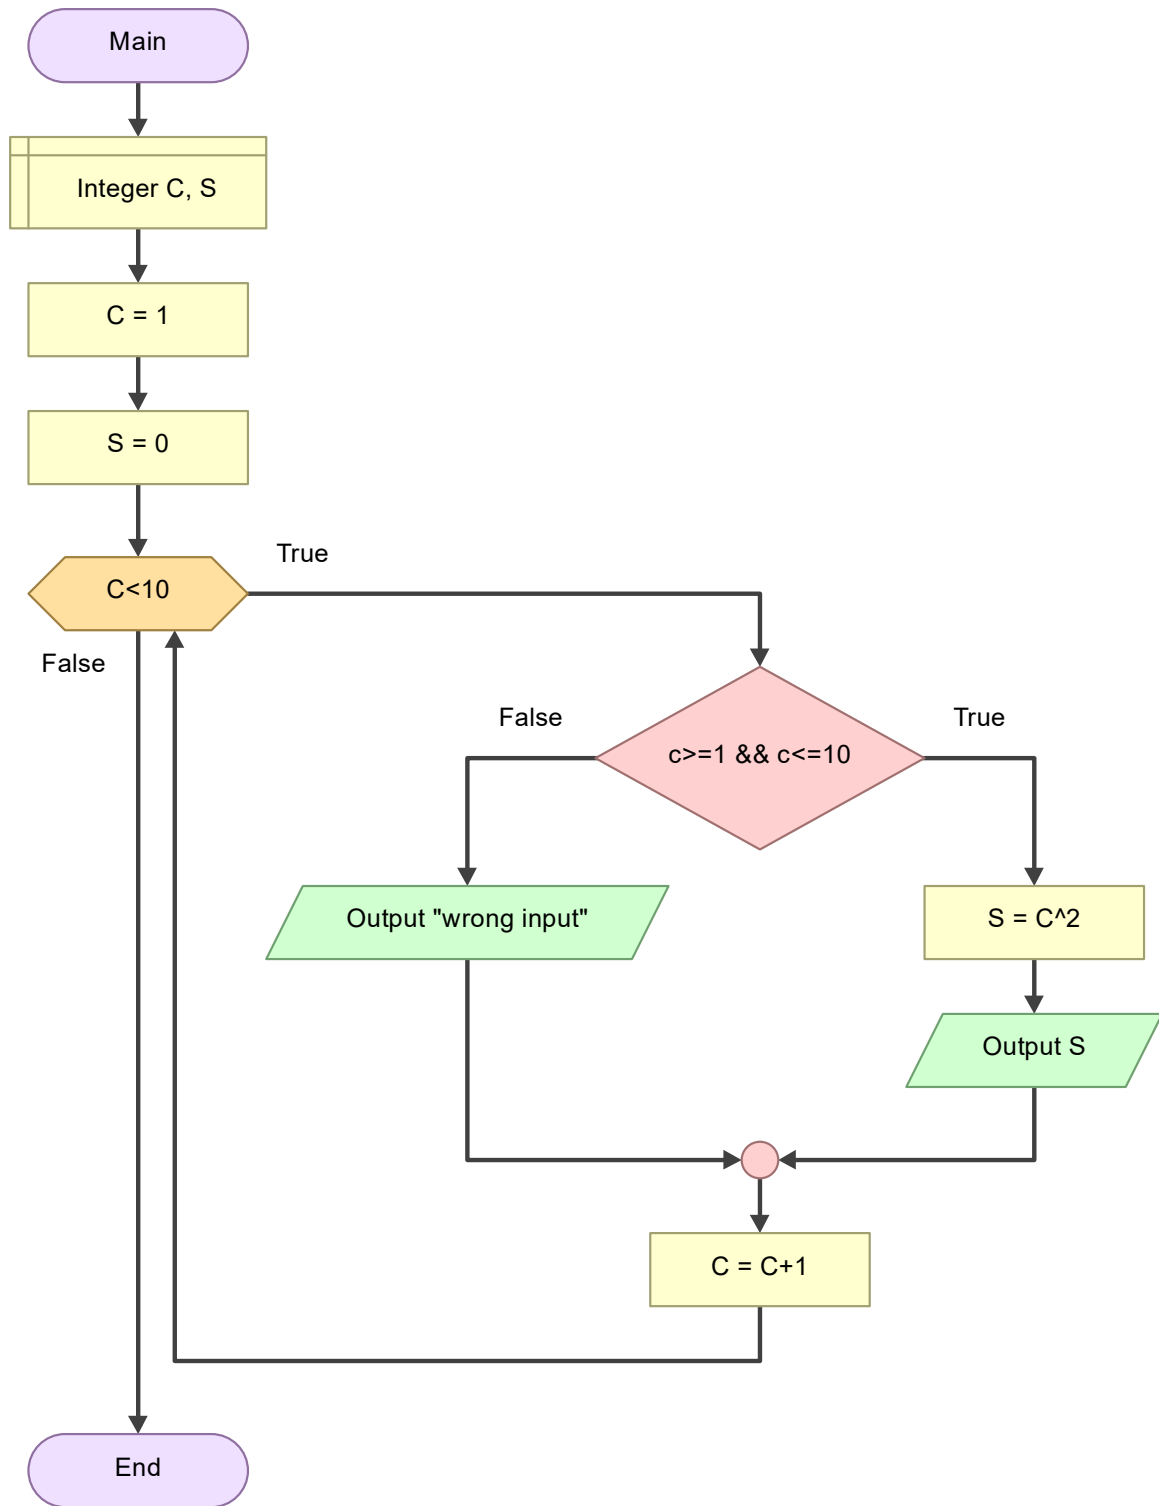 Main
Integer C, S
C = 1
S = 0
C<10
True
False
c>=1 && c<=10
False
True
Output "wrong input"
S = C^2
Output S
C = C+1
End